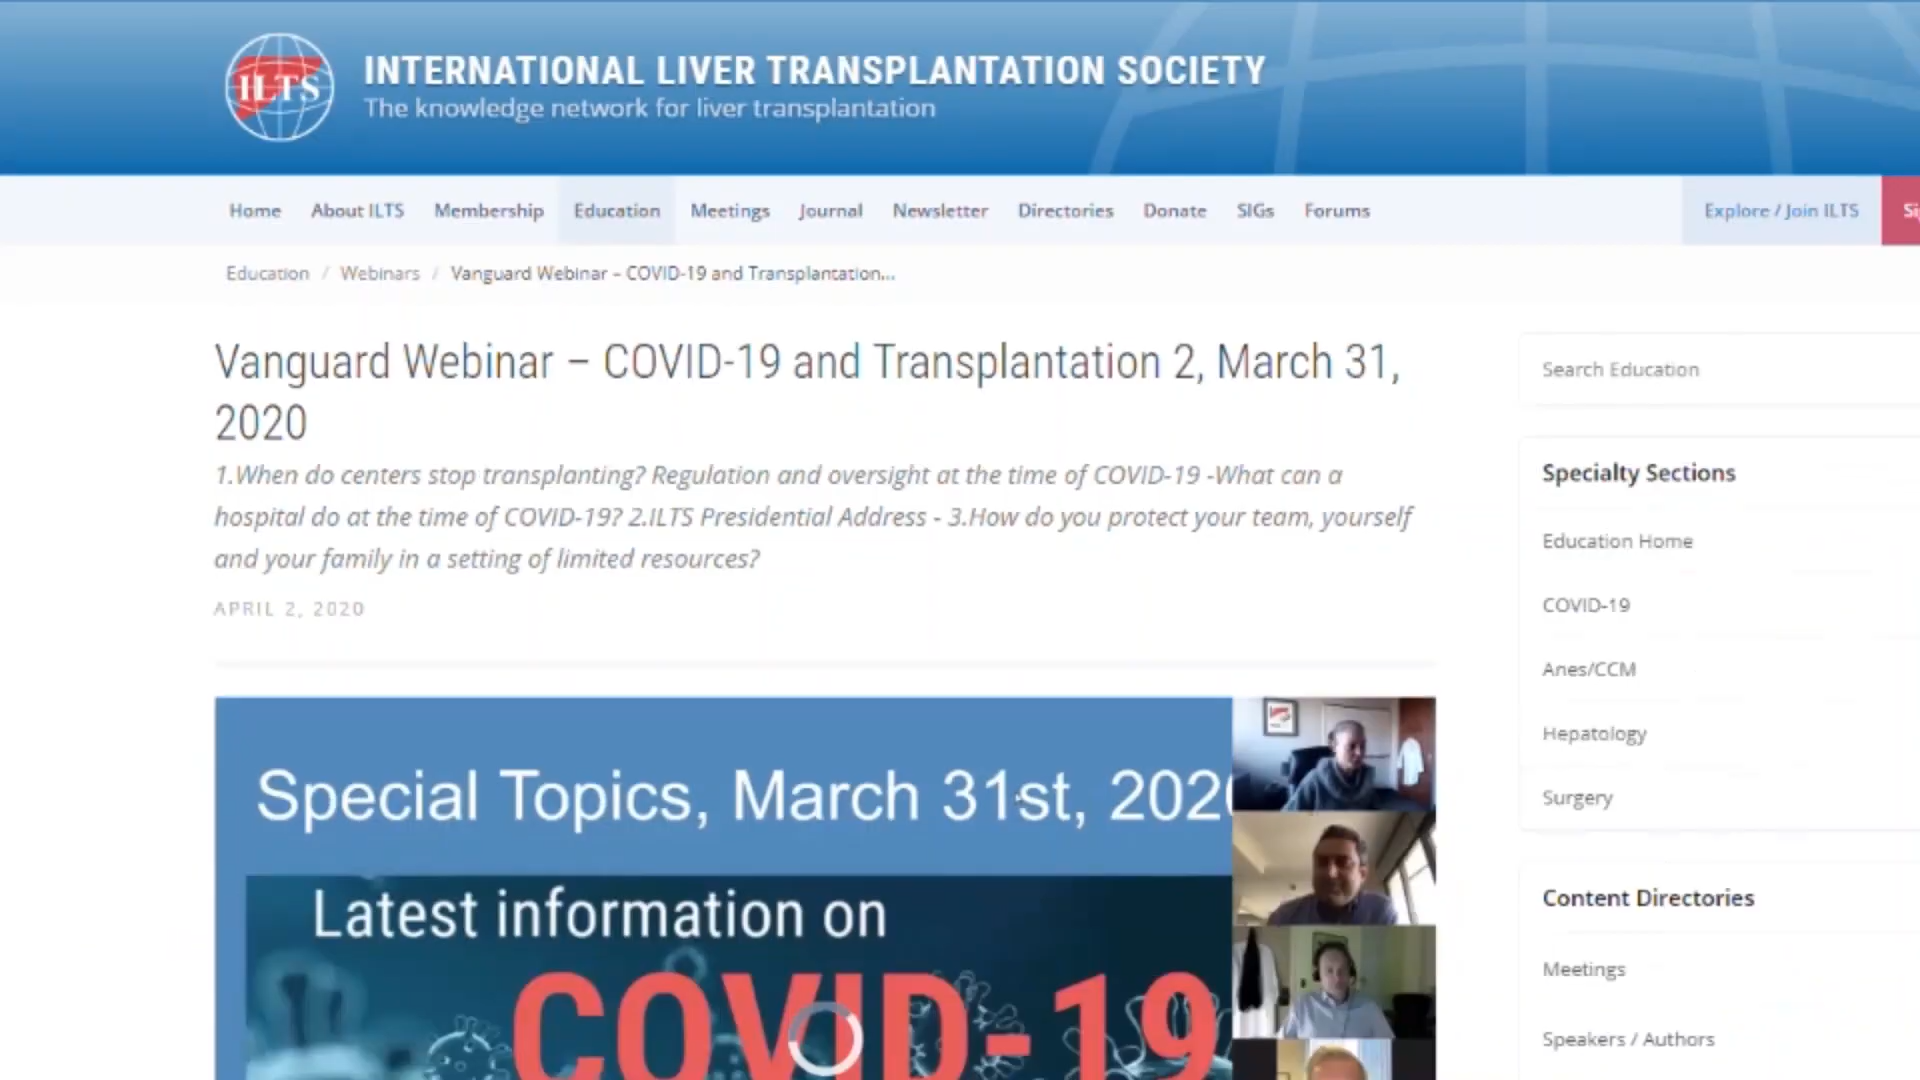 ILTS
INTERNATIONAL LIVER TRANSPLANTATION SOCIETY
The knowledge network for liver transplantation
Home
About ILTS
Membership
Education
Meetings
Journal
Newsletter
Directories
Donate
SIGs
Forums
Explore / Join ILTS
Education / Webinars / Vanguard Webinar – COVID-19 and Transplantation...
Vanguard Webinar – COVID-19 and Transplantation 2, March 31,
2020
1.When do centers stop transplanting? Regulation and oversight at the time of COVID-19 -What can a
hospital do at the time of COVID-19? 2.ILTS Presidential Address - 3.How do you protect your team, yourself
and your family in a setting of limited resources?
APRIL 2, 2020
Special Topics, March 31st, 202
Latest information on
COVID-19
Search Education
Specialty Sections
Education Home
COVID-19
Anes/CCM
Hepatology
Surgery
Content Directories
Meetings
Speakers / Authors